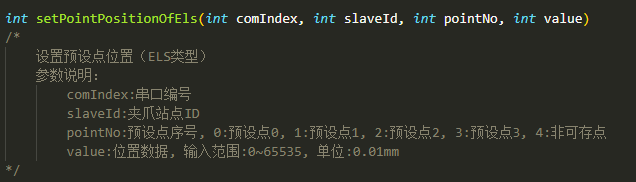 int setPointPositionOfEls(int comIndex, int slaveId, int pointNo, int value)
/*
设置预设点位置（ELS类型）
参数说明:
comIndex:串口编号
slaveId:夹爪站点ID
pointNo:预设点序号, 0:预设点0, 1:预设点1, 2:预设点2, 3:预设点3, 4:非可存点
value:位置数据, 输入范围:0~65535, 单位:0.01mm
*/